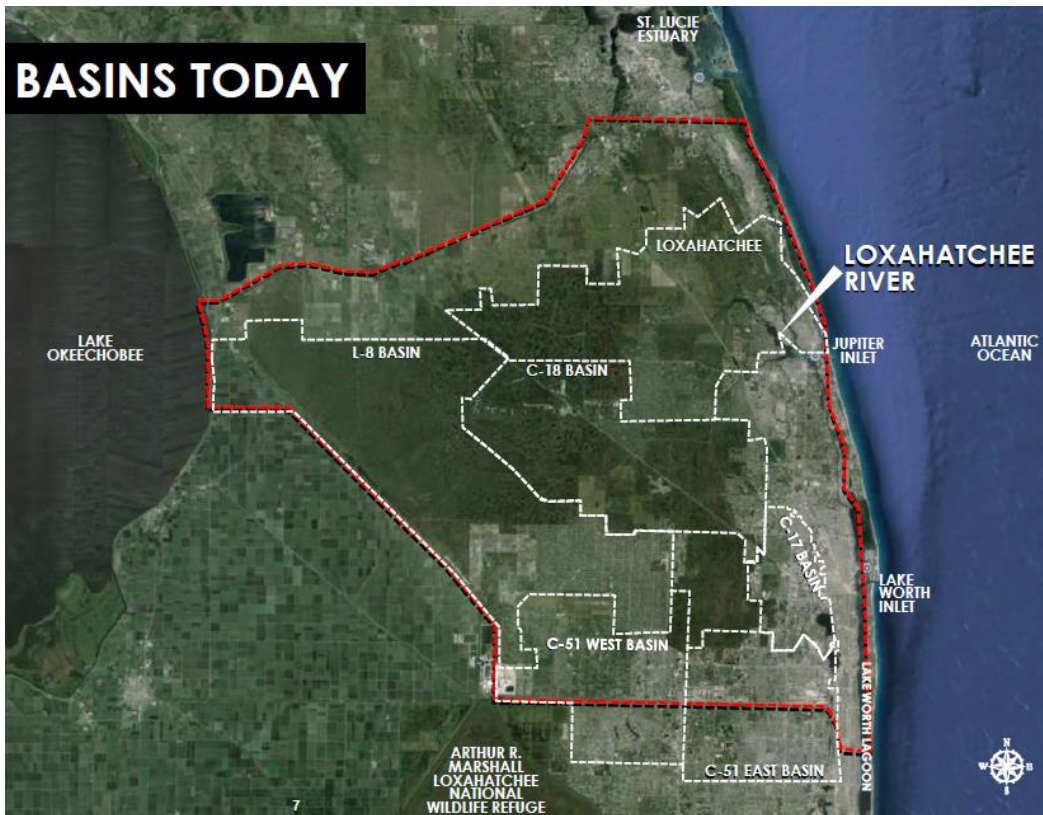 ST. LUCIE
ESTUARY
BASINS TODAY
LOXAHATCHEE
LOXAHATCHEE
RIVER
LAKE
OKEECHOBEE
L-8 BASIN
C-18 BASIN
JUPITER
INLET
ATLANTIC
OCEAN
C-17 BASIN
LAKE
WORTH
INLET
C-51 WEST BASIN
LAKE WORTH LAGOON
ARTHUR R.
MARSHALL
LOXAHATCHEE
NATIONAL
WILDLIFE REFUGE
C-51 EAST BASIN
N
W E
S
7